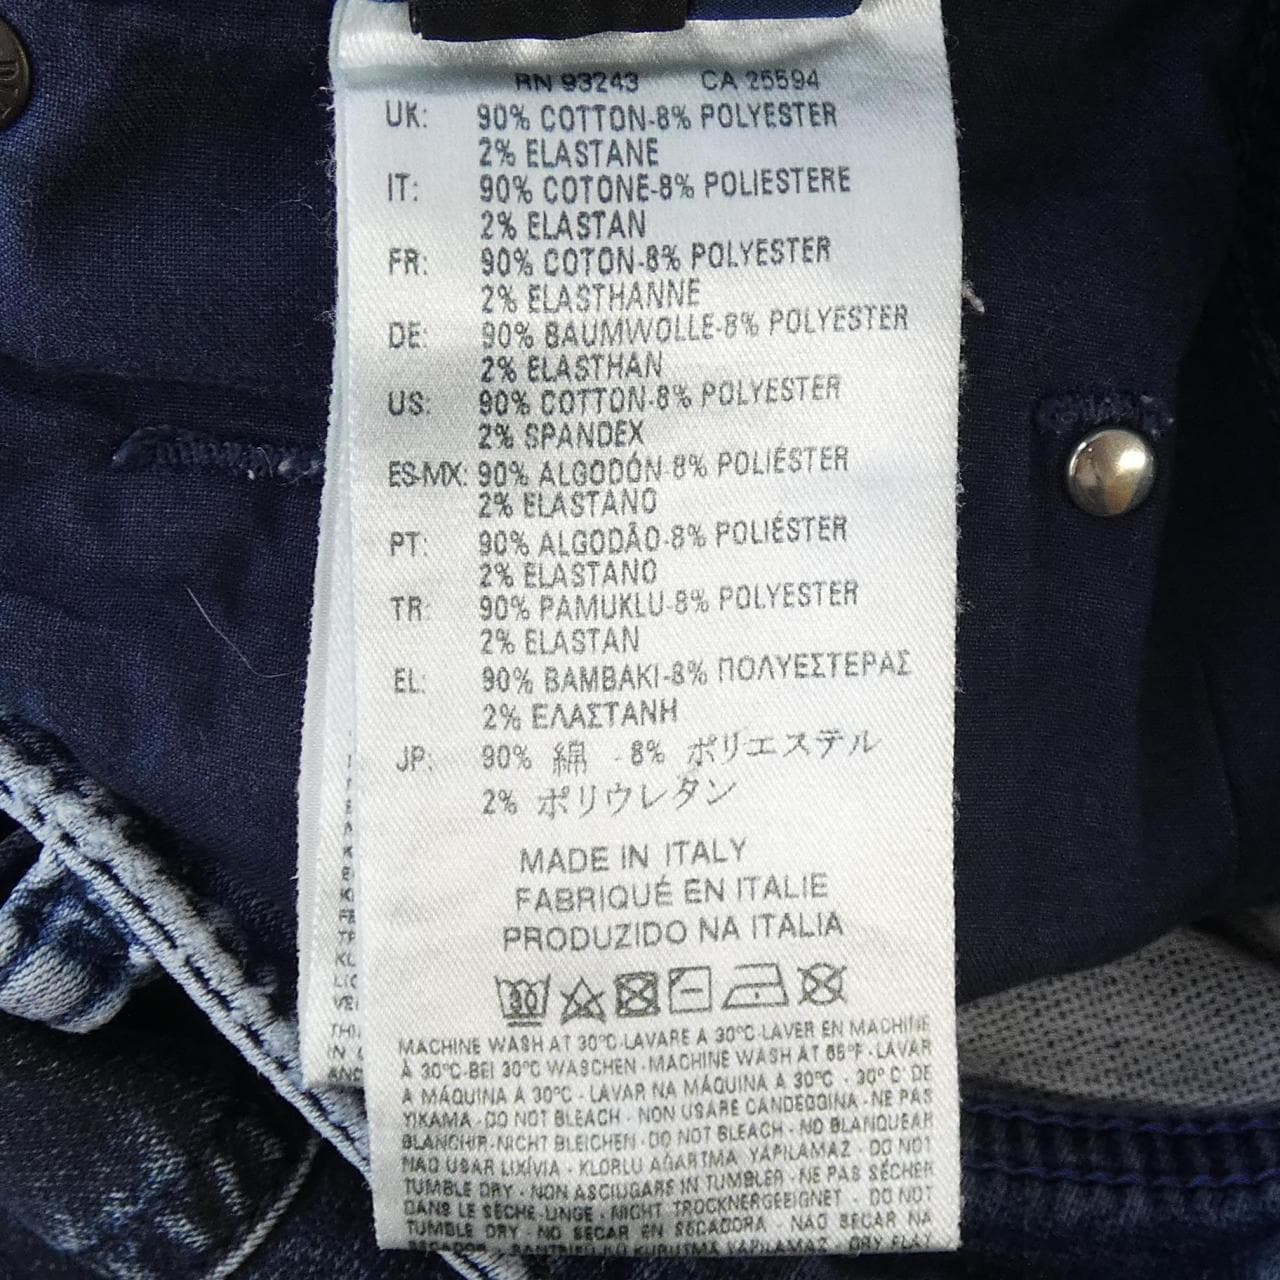 RN 93243 CA 25594
UK: 90% COTTON-8% POLYESTER
2% ELASTANE
IT: 90% COTONE-8% POLIESTERE
2% ELASTAN
FR: 90% COTON-8% POLYESTER
2% ELASTHANNE
DE: 90% BAUMWOLLE-8% POLYESTER
2% ELASTHAN
US: 90% COTTON-8% POLYESTER
2% SPANDEX
ES-MX: 90% ALGODÓN-8% POLIÉSTER
2% ELASTANO
PT: 90% ALGODÃO-8% POLIÉSTER
2% ELASTANO
TR: 90% PAMUKLU-8% POLYESTER
2% ELASTAN
EL: 90% BAMBAKI-8% ΠΟΛΥΕΣΤΕΡΑΣ
2% ΕΛΑΣΤΑΝΗ
JP: 90% 綿 -8% ポリエステル
2% ポリウレタン
MADE IN ITALY
FABRIQUÉ EN ITALIE
PRODUZIDO NA ITALIA
30
MACHINE WASH AT 30°C-LAVARE A 30°C-LAVER EN MACHINE
À 30°C-BEI 30°C WASCHEN-MACHINE WASH AT 65°F-LAVAR
A MÁQUINA A 30°C - LAVAR NA MÁQUINA A 30°C - 30° C DE
YIKAMA-DO NOT BLEACH-NON USARE CANDEGGINA-NE PAS
BLANCHIR-NICHT BLEICHEN-DO NOT BLEACH-NO BLANQUEAR
NAO USAR LIXÍVIA - KLORLU AĞARTMA YAPILAMAZ - DO NOT
TUMBLE DRY - NON ASCIUGARE IN TUMBLER -NE PAS SÉCHER
DANS LE SÈCHE-LINGE - NICHT TROCKNERGEEIGNET - DO NOT
TUMBLE DRY -NO SECAR EN SECADORA - NAO SECAR NA
SECADOR - KURUTMA YAPILAMAZ - DRY FLAT